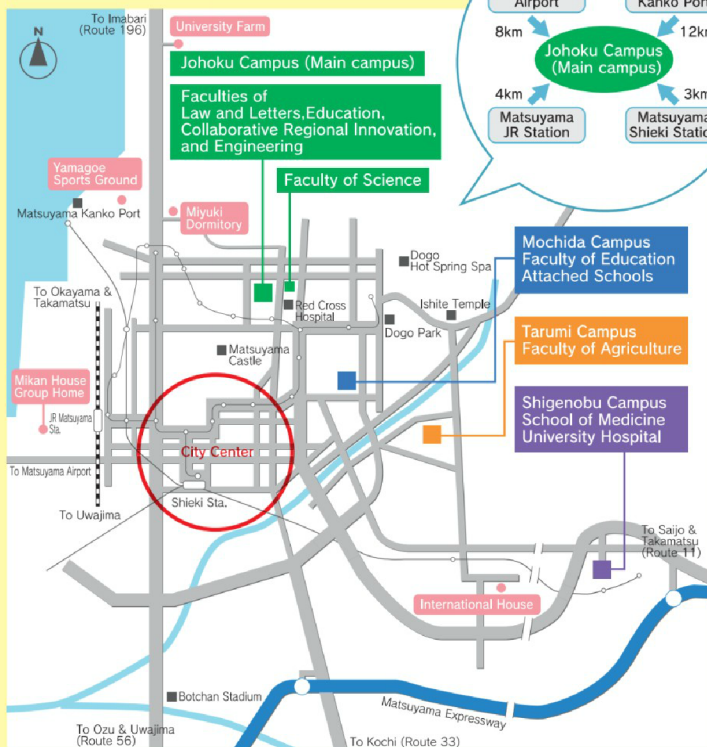 To Imabari
(Route 196)
N
University Farm
Airport
Kanko Port
8km
12km
Johoku Campus
(Main campus)
4km
3km
Matsuyama
JR Station
Matsuyama
Shieki Statio
Johoku Campus (Main campus)
Faculties of
Law and Letters,Education,
Collaborative Regional Innovation,
and Engineering
Faculty of Science
Yamagoe
Sports Ground
Matsuyama Kanko Port
Miyuki
Dormitory
Mochida Campus
Faculty of Education
Attached Schools
Dogo
Hot Spring Spa
To Okayama &
Takamatsu
Red Cross
Hospital
Ishite Temple
Dogo Park
Tarumi Campus
Faculty of Agriculture
Matsuyama
Castle
Mikan House
Group Home
JR Matsuyama
Sta.
Shigenobu Campus
School of Medicine
University Hospital
City Center
To Matsuyama Airport
Shieki Sta.
To Uwajima
To Saijo &
Takamatsu
(Route 11)
International House
Botchan Stadium
Matsuyama Expressway
To Ozu & Uwajima
(Route 56)
To Kochi (Route 33)